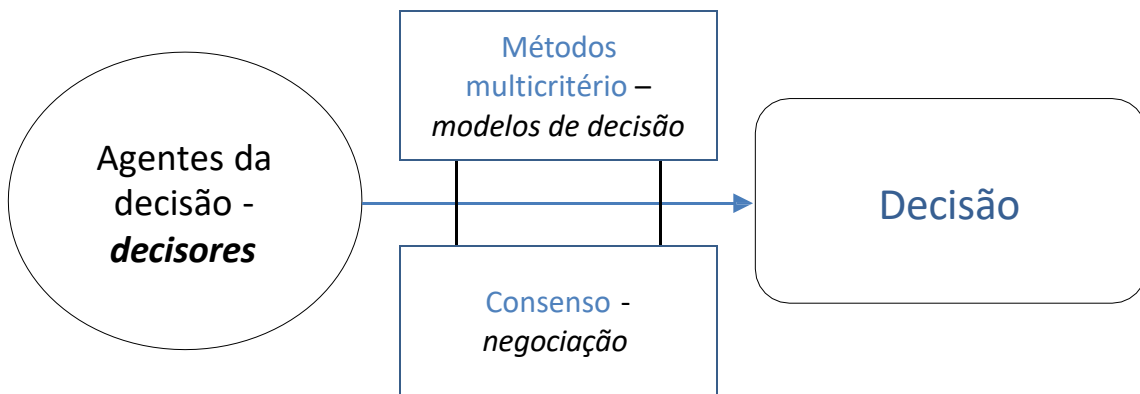 Métodos
multicritério –
modelos de decisão
Agentes da
decisão -
decisores
Decisão
Consenso -
negociação